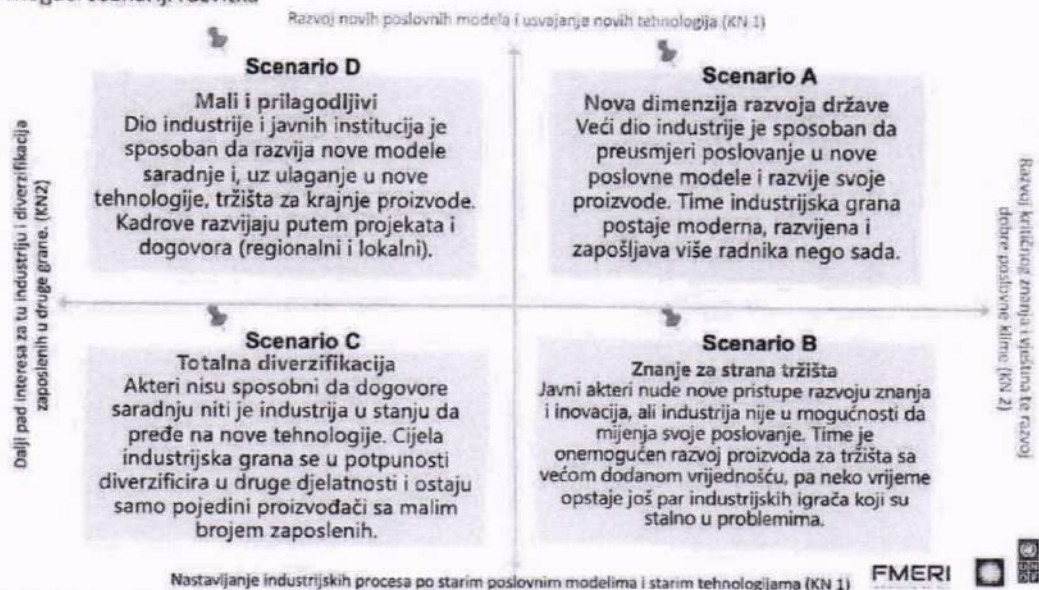 Razvoj novih poslovnih modela i usvajanje novih tehnologija (KN 1)
Scenario D
Mali i prilagodljivi
Dio industrije i javnih institucija je
sposoban da razvija nove modele
saradnje i, uz ulaganje u nove
tehnologije, tržišta za krajnje proizvode.
Kadrove razvijaju putem projekata i
dogovora (regionalni i lokalni).
Scenario A
Nova dimenzija razvoja države
Veći dio industrije je sposoban da
preusmjeri poslovanje u nove
poslovne modele i razvije svoje
proizvode. Time industrijska grana
postaje moderna, razvijena i
zapošljava više radnika nego sada.
Dalji pad interesa za tu industriju i diverzifikacija
zaposlenih u druge grane. (KN2)
Razvoj kritičnog znanja i vještina te razvoj
dobre poslovne klime (KN 2)
Scenario C
Totalna diverzifikacija
Akteri nisu sposobni da dogovore
saradnju niti je industrija u stanju da
pređe na nove tehnologije. Cijela
industrijska grana se u potpunosti
diverzificira u druge djelatnosti i ostaju
samo pojedini proizvođači sa malim
brojem zaposlenih.
Scenario B
Znanje za strana tržišta
Javni akteri nude nove pristupe razvoju znanja
i inovacija, ali industrija nije u mogućnosti da
mijenja svoje poslovanje. Time je
onemogućen razvoj proizvoda za tržišta sa
većom dodanom vrijednošću, pa neko vrijeme
opstaje još par industrijskih igrača koji su
stalno u problemima.
Nastavljanje industrijskih procesa po starim poslovnim modelima i starim tehnologijama (KN 1)
FMERI